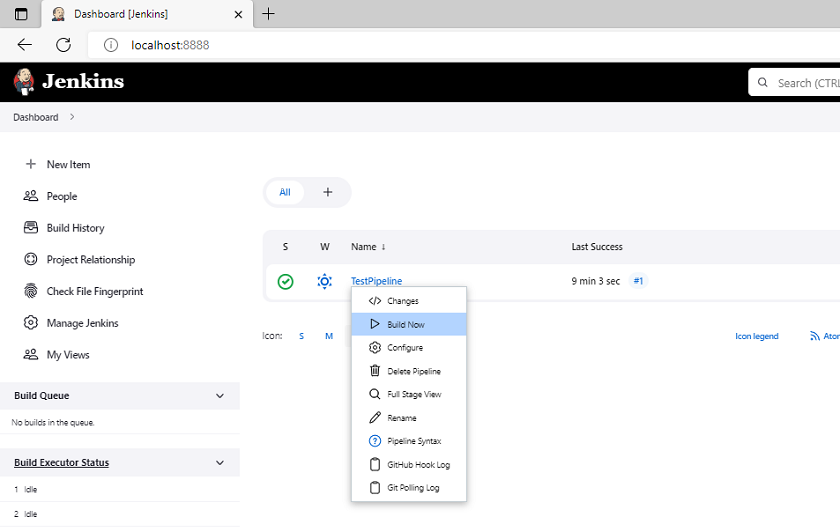 Dashboard [Jenkins]
localhost:8888
Jenkins
Search (CTRL
Dashboard
New Item
People
Build History
Project Relationship
Check File Fingerprint
Manage Jenkins
My Views
Build Queue
No builds in the queue.
Build Executor Status
1 Idle
2 Idle
All +
S W Name ↓ Last Success
TestPipeline 9 min 3 sec #1
Changes
Build Now
Configure
Delete Pipeline
Full Stage View
Rename
Pipeline Syntax
GitHub Hook Log
Git Polling Log
Icon: S M
Icon legend
Atom